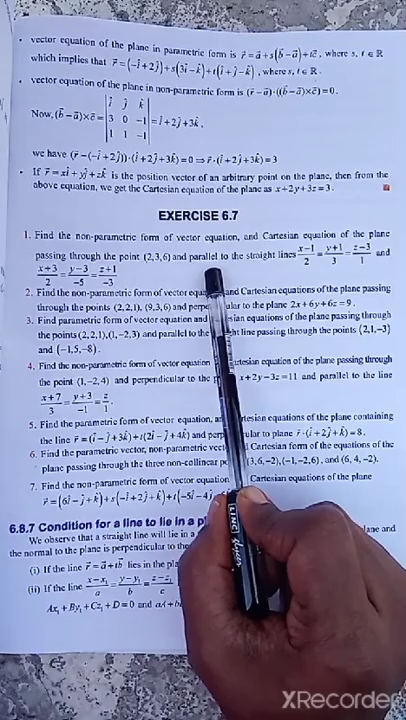 • vector equation of the plane in parametric form is r⃗ = a⃗ + s(b⃗ − a⃗) + tc⃗, where s, t ∈ ℝ
which implies that r⃗ = (−î + 2ĵ) + s(3î − k̂) + t(î + ĵ − k̂), where s, t ∈ ℝ.
• vector equation of the plane in non-parametric form is (r⃗ − a⃗)·((b⃗ − a⃗)×c⃗) = 0.
Now, (b⃗ − a⃗)×c⃗ = | î ĵ k̂ |
| 3 0 −1 |
| 1 1 −1 | = î + 2ĵ + 3k̂,
we have (r⃗ − (−î + 2ĵ))·(î + 2ĵ + 3k̂) = 0 ⇒ r⃗·(î + 2ĵ + 3k̂) = 3
• If r⃗ = xî + yĵ + zk̂ is the position vector of an arbitrary point on the plane, then from the
above equation, we get the Cartesian equation of the plane as x + 2y + 3z = 3.
EXERCISE 6.7
1. Find the non-parametric form of vector equation, and Cartesian equation of the plane
passing through the point (2,3,6) and parallel to the straight lines (x−1)/2 = (y+1)/3 = (z−3)/1 and
(x+3)/2 = (y−3)/−5 = (z+1)/−3
2. Find the non-parametric form of vector and Cartesian equations of the plane passing
through the points (2,2,1), (9,3,6) and to the plane 2x + 6y + 6z = 9.
3. Find parametric form of vector equation and equations of the plane passing through
the points (2,2,1), (1,−2,3) and parallel to the line passing through the points (2,1,−3)
and (−1,5,−8).
4. Find the non-parametric form of vector equation equation of the plane passing through
the point (1,−2,4) and perpendicular to the x + 2y − 3z = 11 and parallel to the line
(x+7)/3 = (y+3)/−1 = z/1.
5. Find the parametric form of vector equation, equations of the plane containing
the line r⃗ = (î − ĵ + 3k̂) + t(2î − ĵ + 4k̂) and to plane r⃗·(î + 2ĵ + k̂) = 8.
6. Find the parametric vector, non-parametric Cartesian form of the equations of the
plane passing through the three non-collinear (3,6,−2), (−1,−2,6), and (6,4,−2).
7. Find the non-parametric form of vector equation, Cartesian equation of the plane
r⃗ = (6î − ĵ + k̂) + s(−î + 2ĵ + k̂) + t(−5î − 4ĵ
6.8.7 Condition for a line to lie in a
We observe that a straight line will lie in a and
the normal to the plane is perpendicular to the
(i) If the line r⃗ = a⃗ + tb⃗ lies in the
(ii) If the line (x−x₁)/a = (y−y₁)/b = (z−z₁)/c
Ax₁ + By₁ + Cz₁ + D = 0 and
LINC
XRecorder